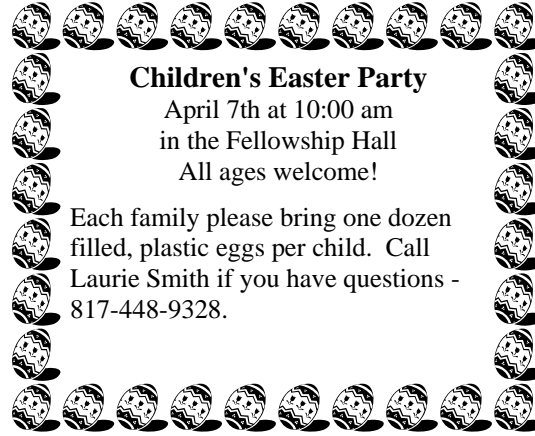 Children's Easter Party
April 7th at 10:00 am
in the Fellowship Hall
All ages welcome!
Each family please bring one dozen
filled, plastic eggs per child.  Call
Laurie Smith if you have questions -
817-448-9328.